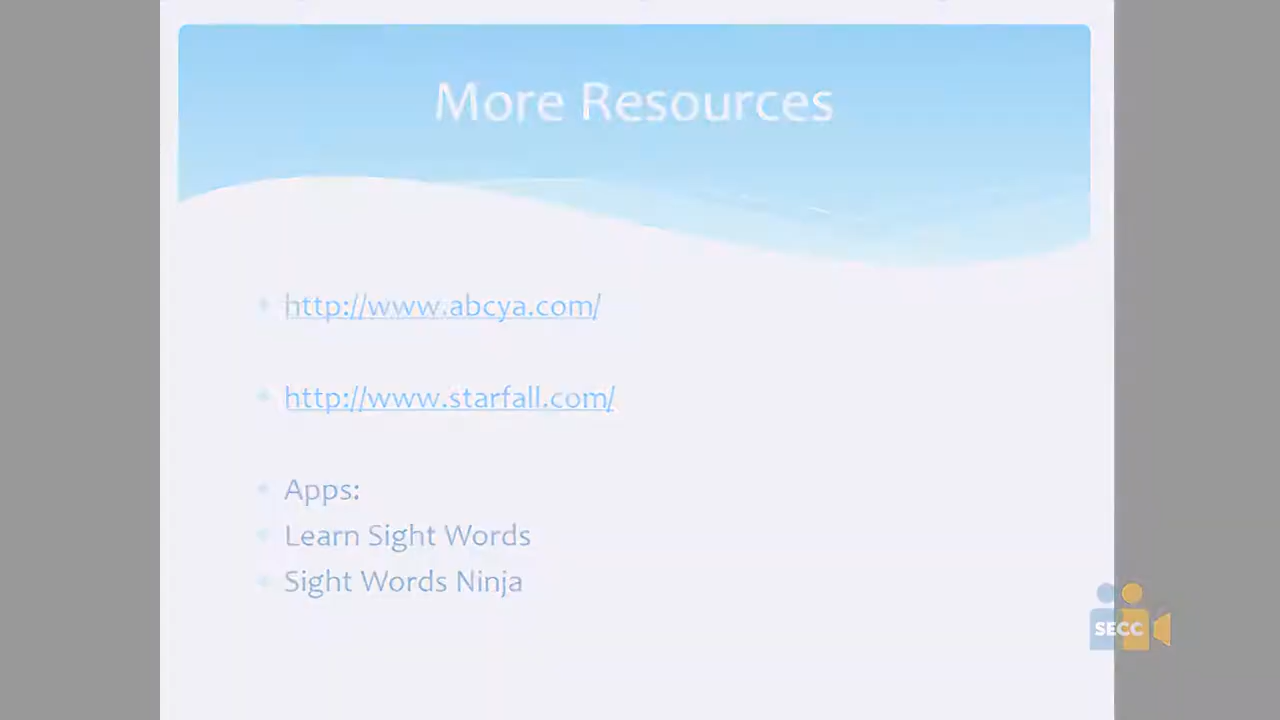 More Resources
http://www.abcya.com/
http://www.starfall.com/
Apps:
Learn Sight Words
Sight Words Ninja
SECC